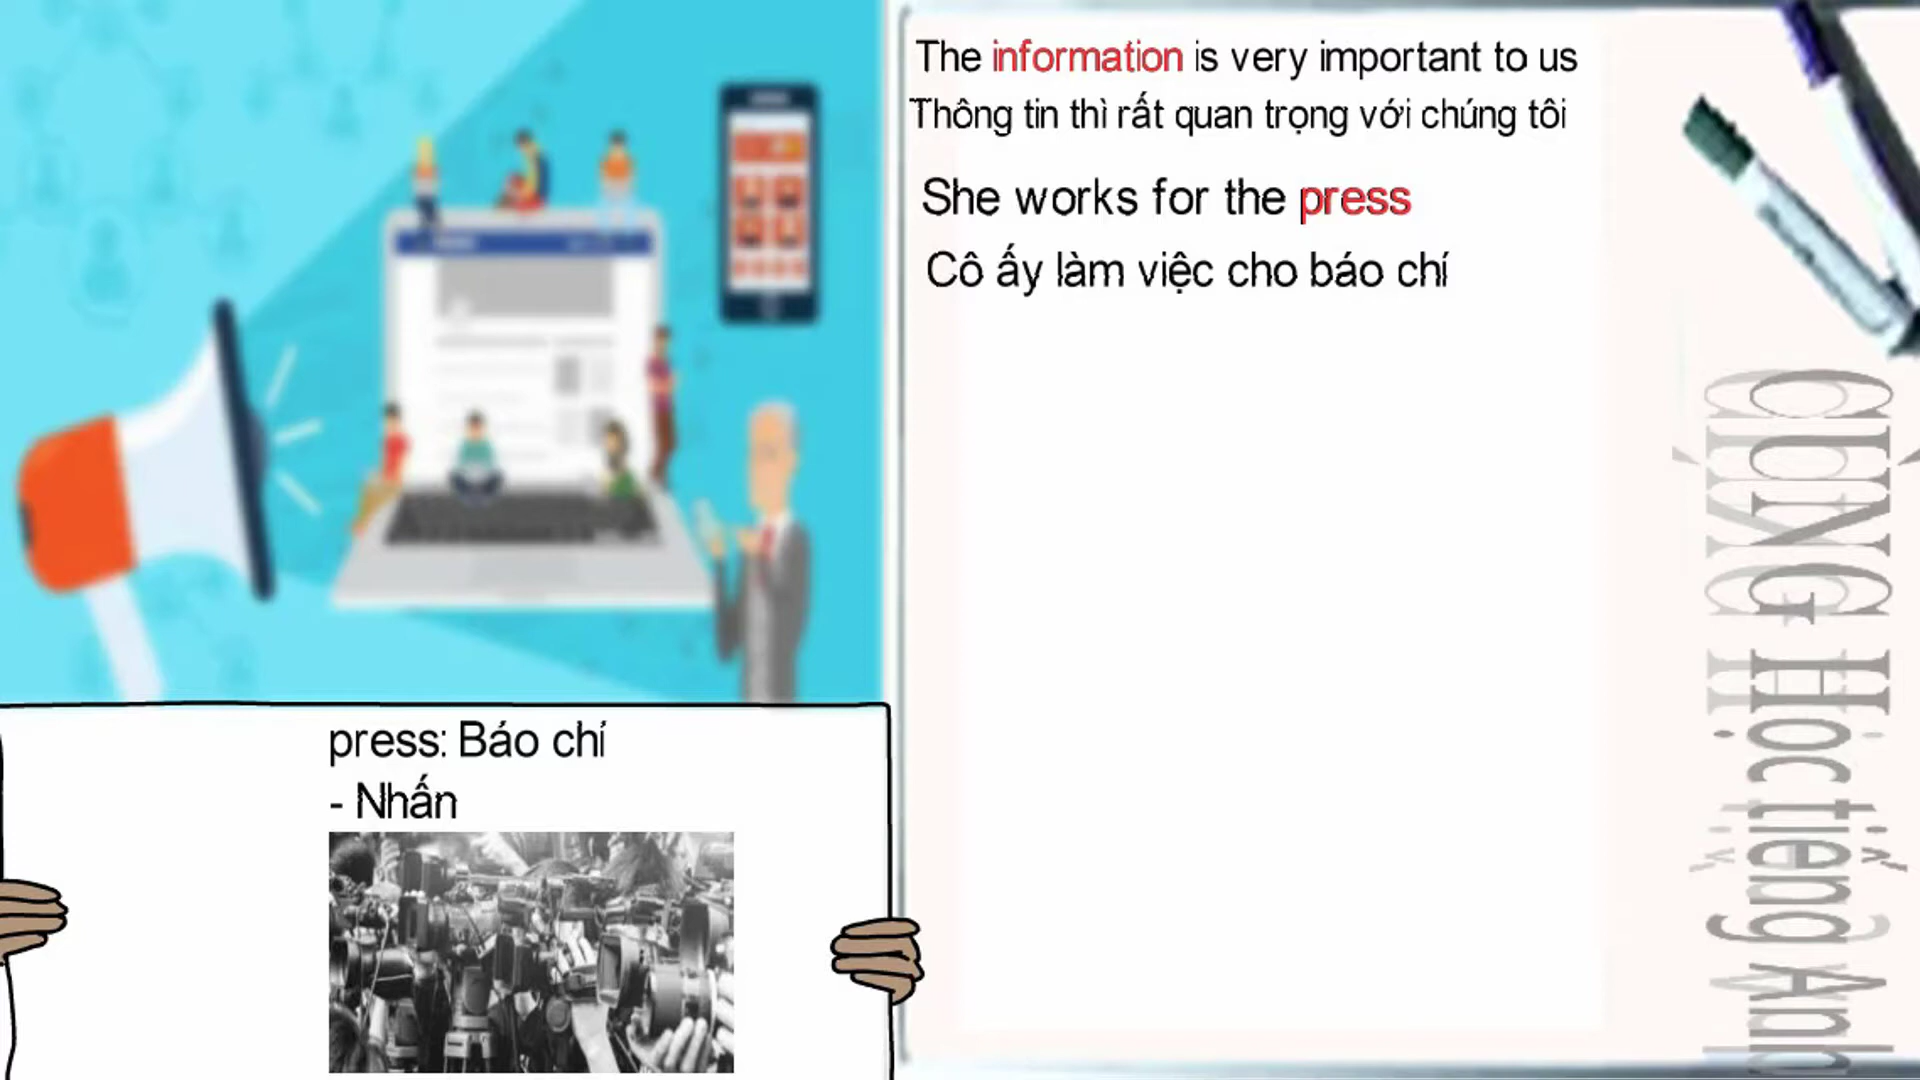 The information is very important to us
Thông tin thì rất quan trọng với chúng tôi
She works for the press
Cô ấy làm việc cho báo chí
press: Báo chí
- Nhấn
CÙNG Học tiếng Anh